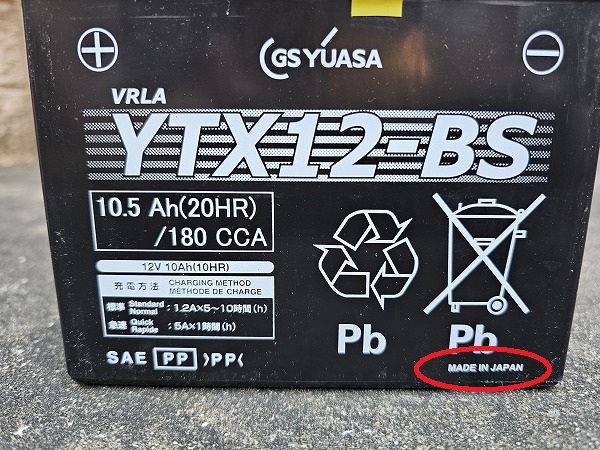 + GS YUASA −
VRLA
YTX12-BS
10.5 Ah(20HR)
/180 CCA
12V 10Ah(10HR)
充電方法 CHARGING METHOD
MÉTHODE DE CHARGE
標準 Standard Normal : 1.2A×5~10時間(h)
急速 Quick Rapide : 5A×1時間(h)
SAE PP >PP<
Pb
Pb
MADE IN JAPAN